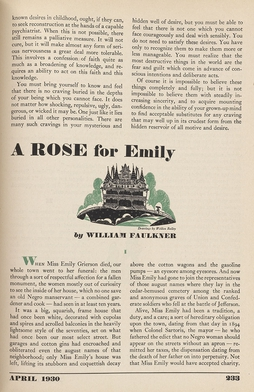 known desires in childhood, ought, if they can,
to seek reconstruction at the hands of a capable
psychiatrist. When this is not possible, there
still remains a palliative measure. It will not
cure, but it will make almost any form of serious
nervousness a great deal more tolerable.
This involves a confession of faith quite as
much as a broadening of knowledge, and requires
an ability to act on this faith and this
knowledge.
You must bring yourself to know and feel
that there is no craving buried in the depths
of your being which you cannot face. It does
not matter how shocking, repulsive, ugly, dangerous,
or wicked it may be. One just like it lies
buried in all other personalities. There are
many such cravings in your mysterious and
hidden well of desire, but you must be able to
feel that there is not one which you cannot
face courageously and deal with sensibly. You
do not need to satisfy these desires. You have
only to recognize them to make them more or
less manageable. You must realize that the
most destructive things in the world are the
fear and guilt which come in advance of conscious
intentions and deliberate acts.
Of course it is impossible to believe these
things completely and fully; but it is not
impossible to believe them with steadily increasing
sincerity, and to acquire mounting
confidence in the ability of your grown-up mind
to find acceptable substitutions for any craving
that may well up in its crudest form from the
hidden reservoir of all motive and desire.
A ROSE for Emily
by WILLIAM FAULKNER
I
WHEN Miss Emily Grierson died, our
whole town went to her funeral: the men
through a sort of respectful affection for a fallen
monument, the women mostly out of curiosity
to see the inside of her house, which no one save
an old Negro manservant — a combined gardener
and cook — had seen in at least ten years.
It was a big, squarish, frame house that
had once been white, decorated with cupolas
and spires and scrolled balconies in the heavily
lightsome style of the seventies, set on what
had once been our most select street. But
garages and cotton gins had encroached and
obliterated even the august names of that
neighborhood; only Miss Emily's house was
left, lifting its stubborn and coquettish decay
above the cotton wagons and the gasoline
pumps — an eyesore among eyesores. And now
Miss Emily had gone to join the representatives
of those august names where they lay in the
cedar-bemused cemetery among the ranked
and anonymous graves of Union and Confederate
soldiers who fell at the battle of Jefferson.
Alive, Miss Emily had been a tradition, a
duty, and a care; a sort of hereditary obligation
upon the town, dating from that day in 1894
when Colonel Sartoris, the mayor — he who
fathered the edict that no Negro woman should
appear on the streets without an apron — remitted
her taxes, the dispensation dating from
the death of her father on into perpetuity. Not
that Miss Emily would have accepted charity.
APRIL 1930
233